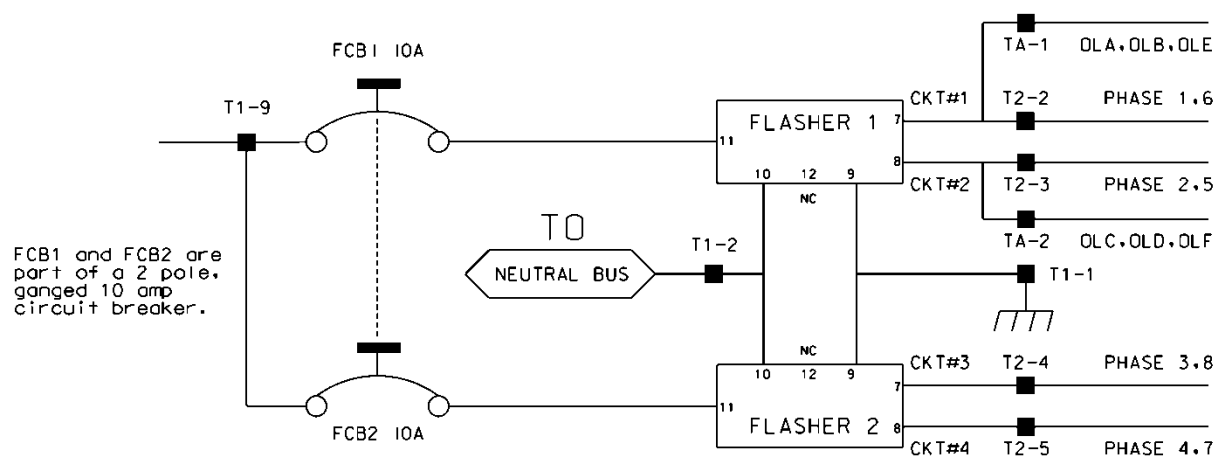 FCB1 10A
T1-9
FCB1 and FCB2 are
part of a 2 pole,
ganged 10 amp
circuit breaker.
FCB2 10A
TO
NEUTRAL BUS
T1-2
11
FLASHER 1
7
8
10
12
9
NC
CKT#1
CKT#2
TA-1
OLA,OLB,OLE
T2-2
PHASE 1,6
T2-3
PHASE 2,5
TA-2
OLC,OLD,OLF
T1-1
NC
10
12
9
11
FLASHER 2
7
8
CKT#3
T2-4
PHASE 3,8
CKT#4
T2-5
PHASE 4,7